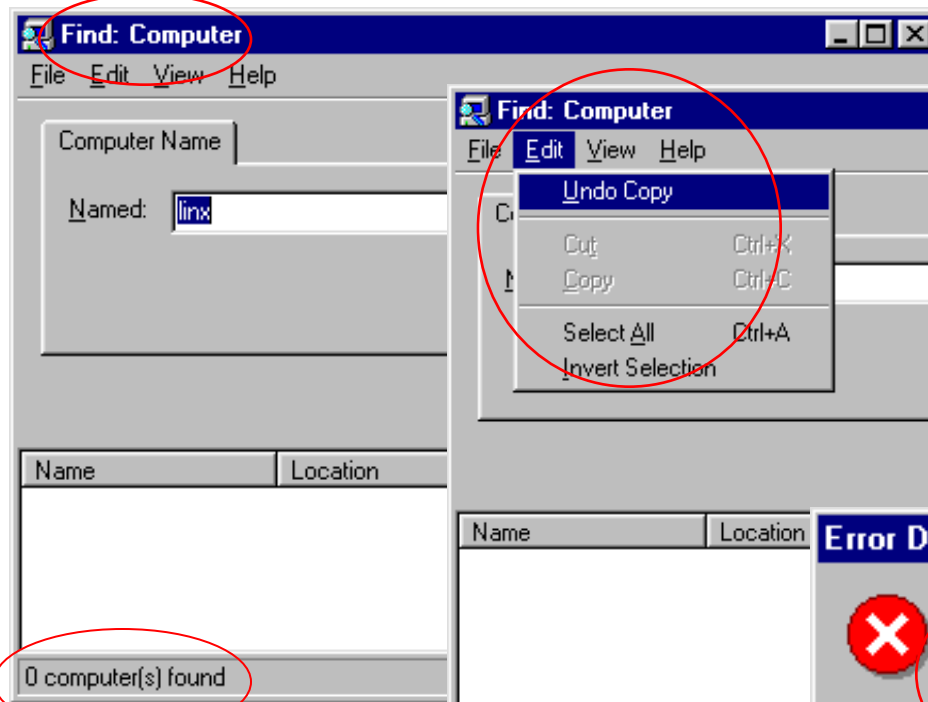 Find: Computer
File Edit View Help
Computer Name
Named: linx
Name Location
0 computer(s) found
Find: Computer
File Edit View Help
Undo Copy
Cut Ctrl+X
Copy Ctrl+C
Select All Ctrl+A
Invert Selection
Name Location
Error D